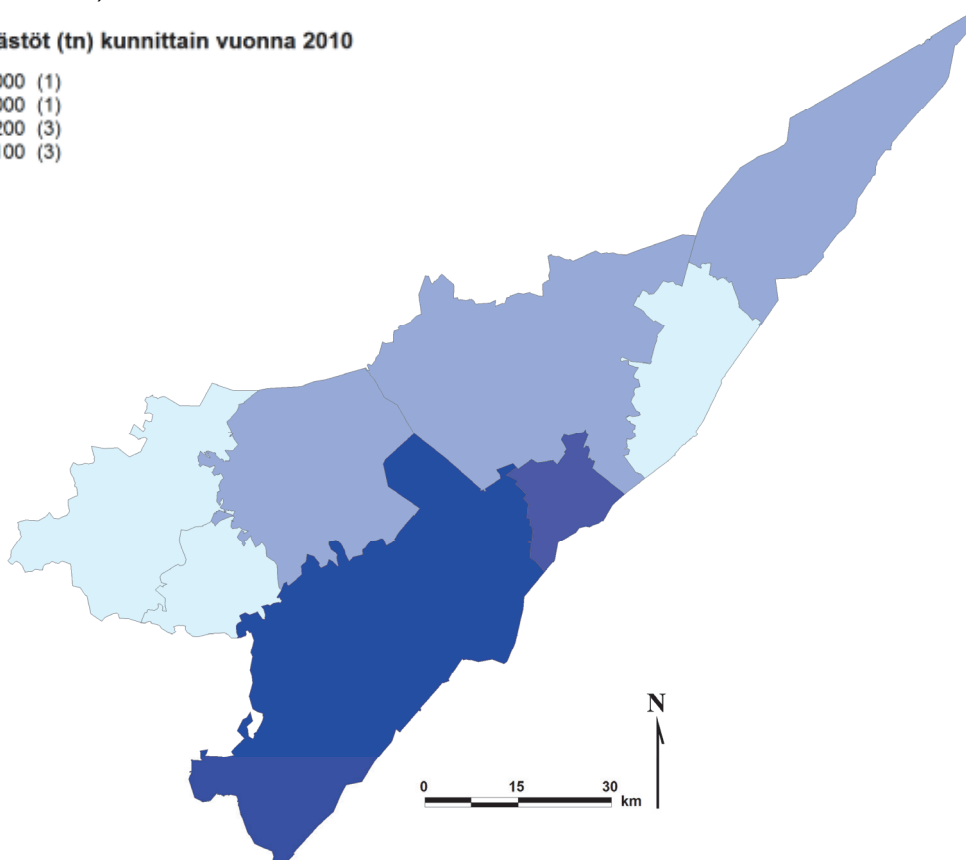 ästöt (tn) kunnittain vuonna 2010
000 (1)
000 (1)
200 (3)
100 (3)
N
0 15 30 km